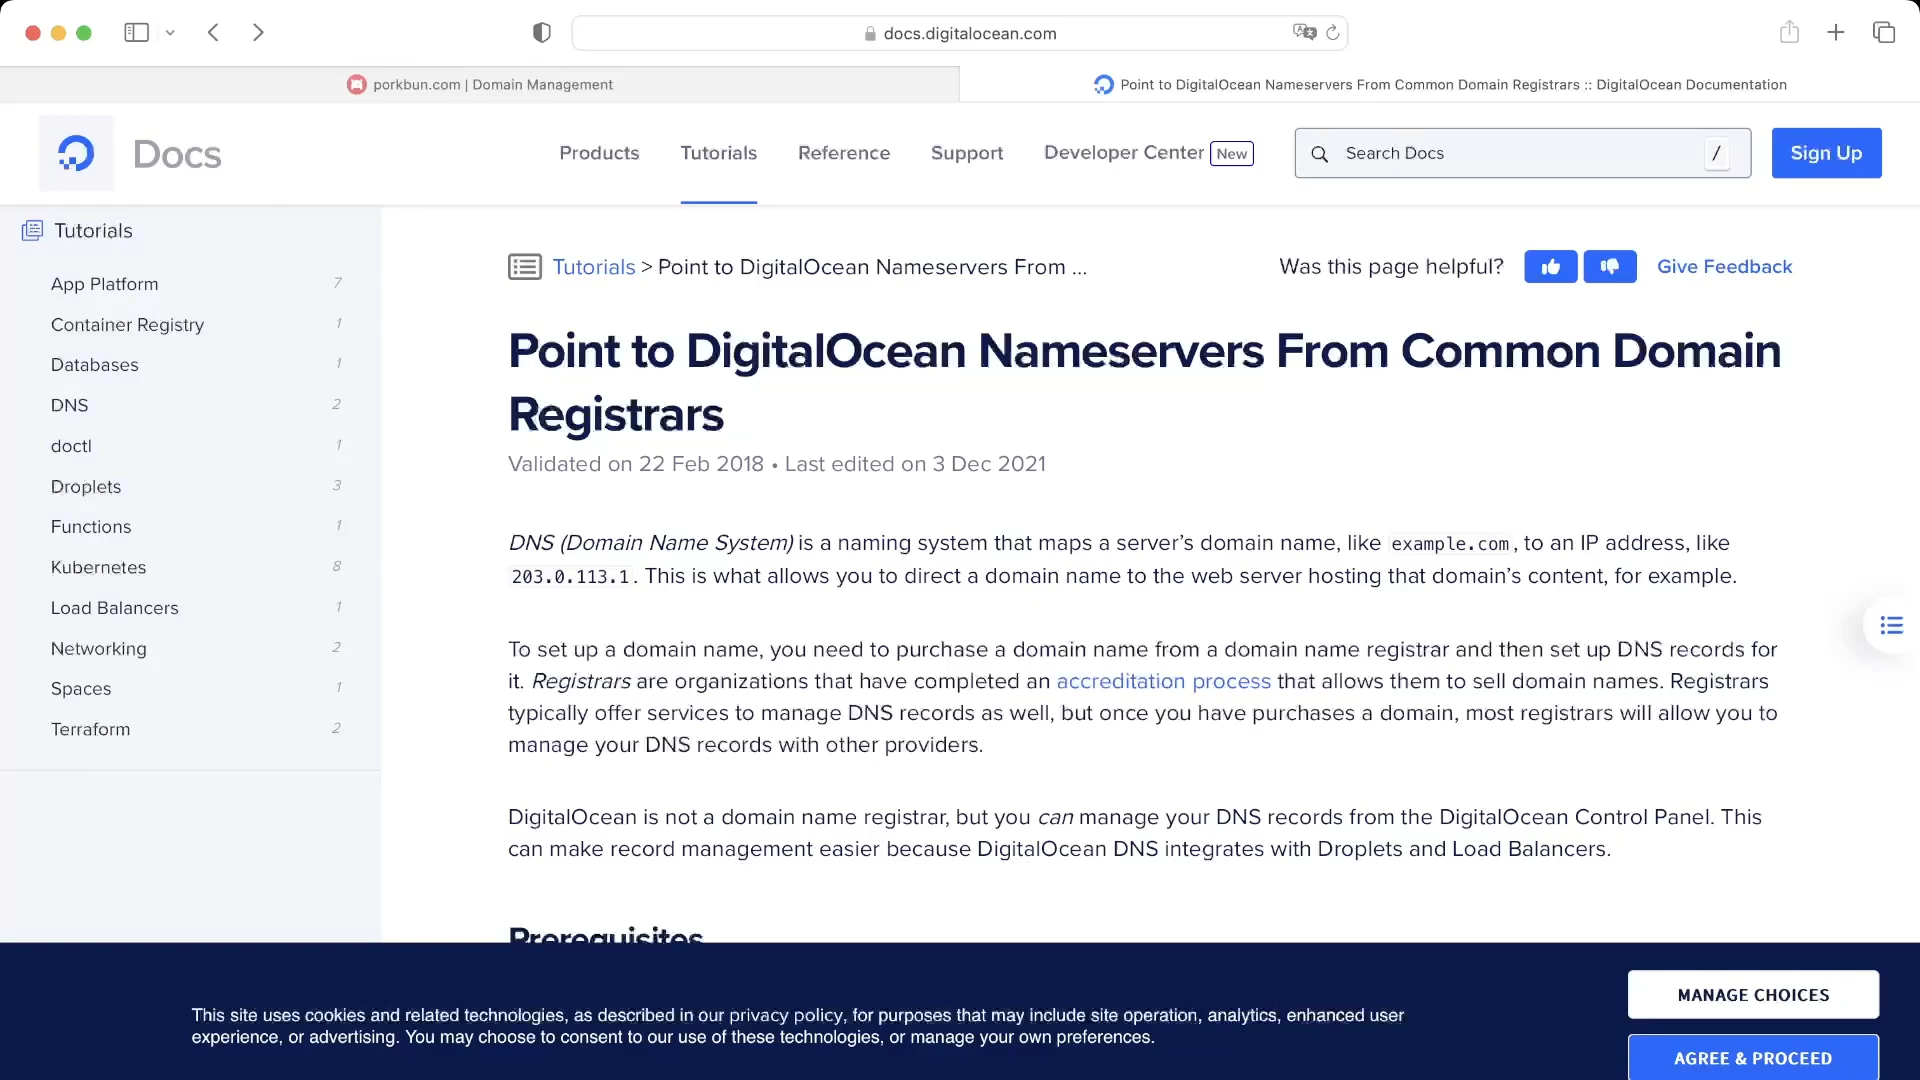 docs.digitalocean.com
porkbun.com | Domain Management
Point to DigitalOcean Nameservers From Common Domain Registrars :: DigitalOcean Documentation
Docs
Products
Tutorials
Reference
Support
Developer Center New
Search Docs
/
Sign Up
Tutorials
App Platform 7
Container Registry 1
Databases 1
DNS 2
doctl 1
Droplets 3
Functions 1
Kubernetes 8
Load Balancers 1
Networking 2
Spaces 1
Terraform 2
Tutorials > Point to DigitalOcean Nameservers From ...
Was this page helpful?
Give Feedback
Point to DigitalOcean Nameservers From Common Domain
Registrars
Validated on 22 Feb 2018 • Last edited on 3 Dec 2021
DNS (Domain Name System) is a naming system that maps a server’s domain name, like example.com, to an IP address, like
203.0.113.1. This is what allows you to direct a domain name to the web server hosting that domain’s content, for example.
To set up a domain name, you need to purchase a domain name from a domain name registrar and then set up DNS records for
it. Registrars are organizations that have completed an accreditation process that allows them to sell domain names. Registrars
typically offer services to manage DNS records as well, but once you have purchases a domain, most registrars will allow you to
manage your DNS records with other providers.
DigitalOcean is not a domain name registrar, but you can manage your DNS records from the DigitalOcean Control Panel. This
can make record management easier because DigitalOcean DNS integrates with Droplets and Load Balancers.
Prerequisites
This site uses cookies and related technologies, as described in our privacy policy, for purposes that may include site operation, analytics, enhanced user
experience, or advertising. You may choose to consent to our use of these technologies, or manage your own preferences.
MANAGE CHOICES
AGREE & PROCEED